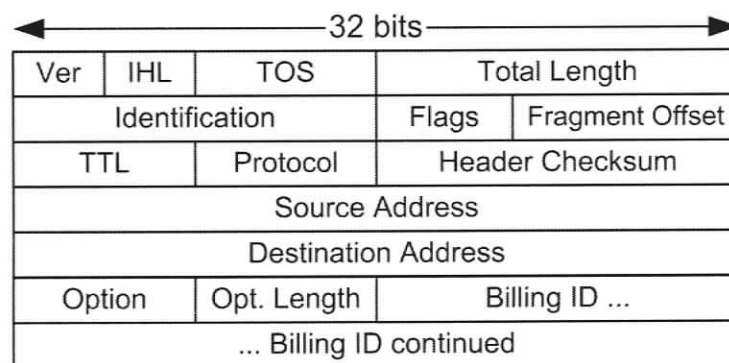 32 bits
Ver IHL TOS Total Length
Identification Flags Fragment Offset
TTL Protocol Header Checksum
Source Address
Destination Address
Option Opt. Length Billing ID ...
... Billing ID continued